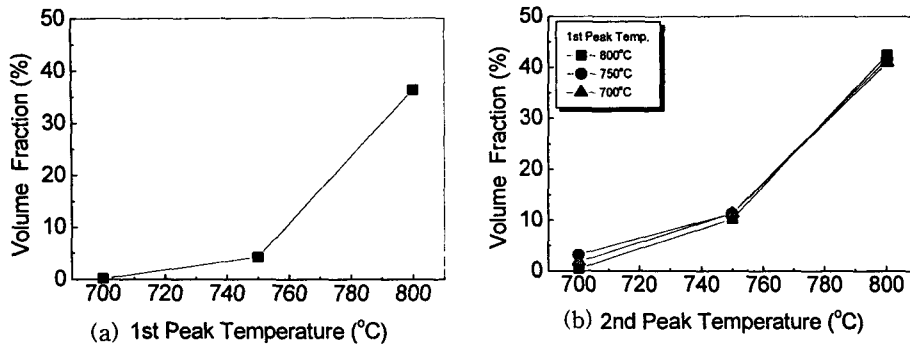 50
40
30
20
10
0
Volume Fraction (%)
700 720 740 760 780 800
(a) 1st Peak Temperature (°C)
50
40
30
20
10
0
Volume Fraction (%)
1st Peak Temp.
800°C
750°C
700°C
700 720 740 760 780 800
(b) 2nd Peak Temperature (°C)